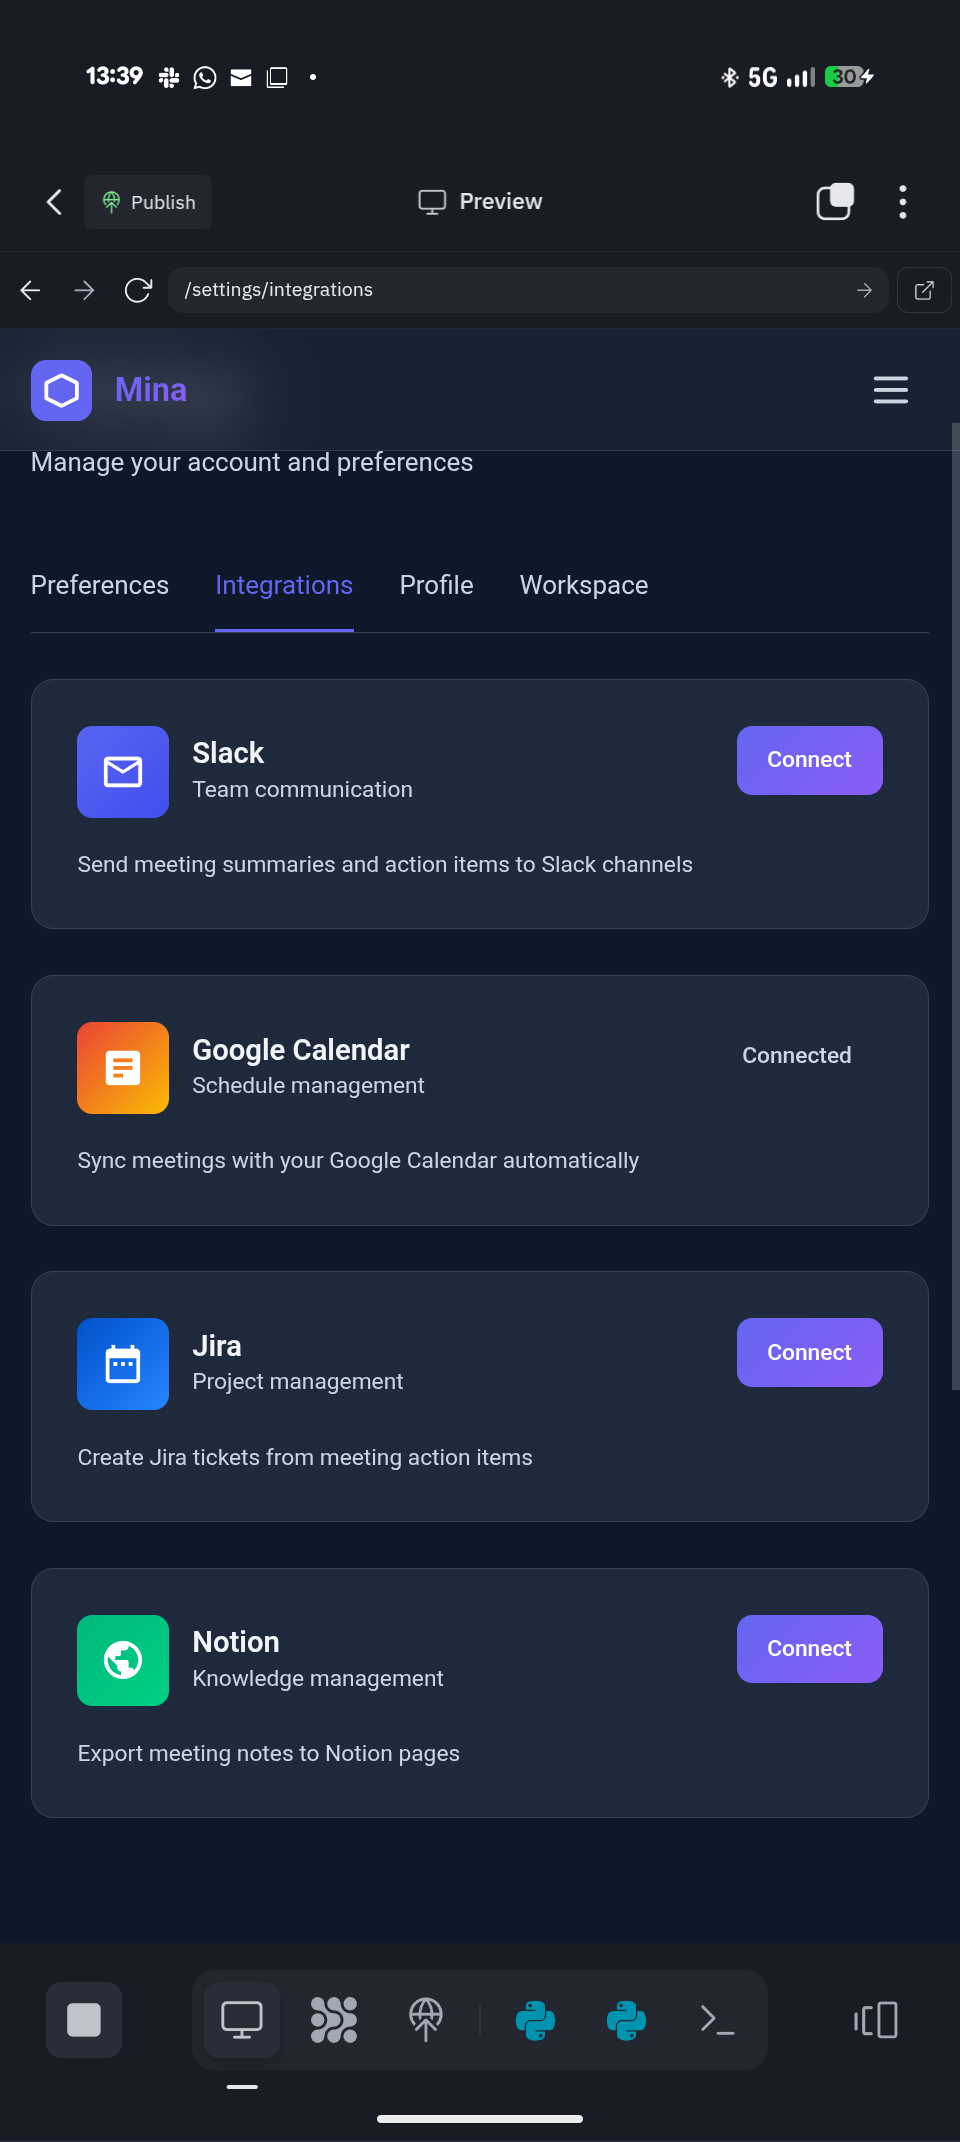 13:39
5G
30
Publish
Preview
/settings/integrations
Mina
Manage your account and preferences
Preferences
Integrations
Profile
Workspace
Slack
Connect
Team communication
Send meeting summaries and action items to Slack channels
Google Calendar
Connected
Schedule management
Sync meetings with your Google Calendar automatically
Jira
Connect
Project management
Create Jira tickets from meeting action items
Notion
Connect
Knowledge management
Export meeting notes to Notion pages